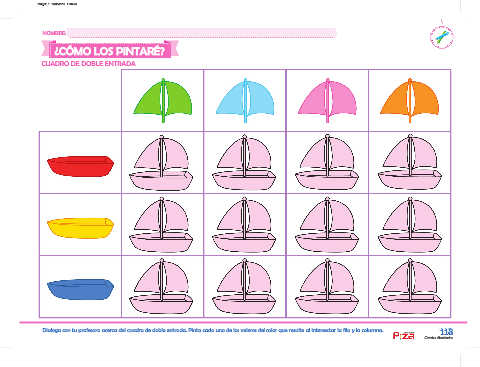 NOMBRE:
¿CÓMO LOS PINTARÉ?
CUADRO DE DOBLE ENTRADA
Dialoga con tu profesora acerca del cuadro de doble entrada. Pinta cada uno de los veleros del color que resulte al intersectar la fila y la columna.
Pizza
118